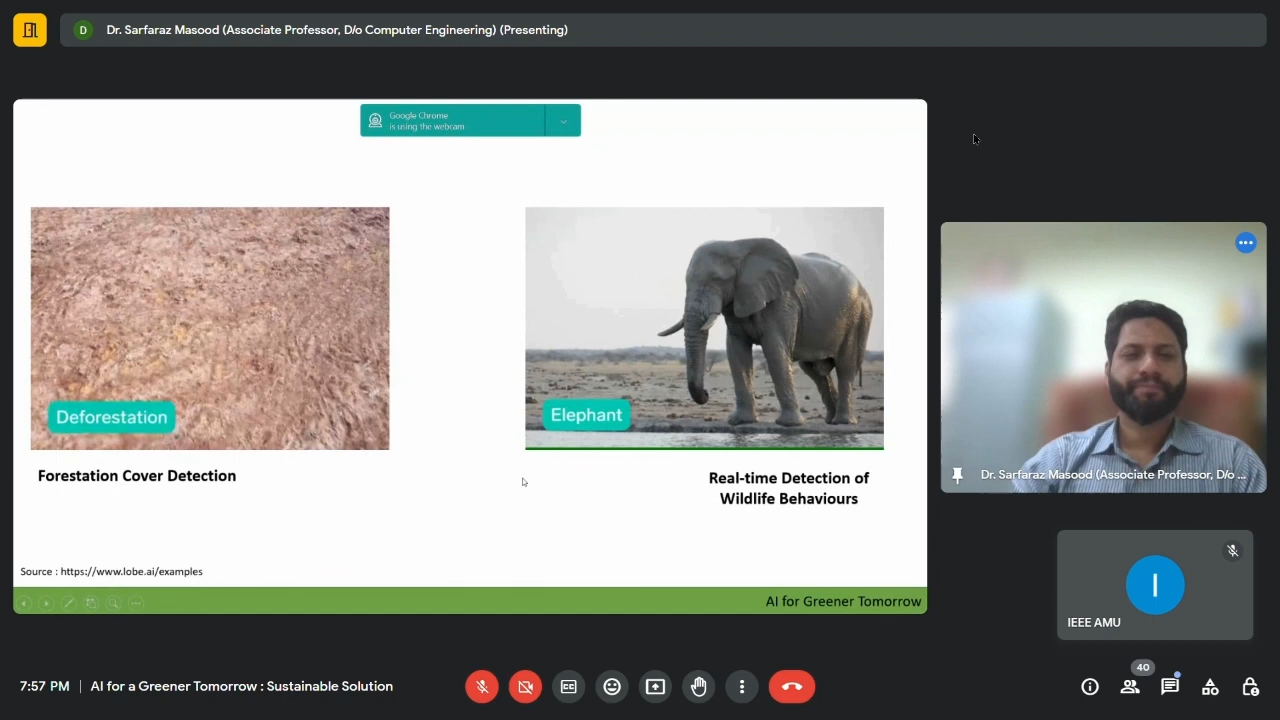 D Dr. Sarfaraz Masood (Associate Professor, D/o Computer Engineering) (Presenting)
Google Chrome
is using the webcam
Deforestation
Elephant
Forestation Cover Detection
Real-time Detection of
Wildlife Behaviours
Source : https://www.lobe.ai/examples
AI for Greener Tomorrow
Dr. Sarfaraz Masood (Associate Professor, D/o ...
I
IEEE AMU
7:57 PM | AI for a Greener Tomorrow : Sustainable Solution
40